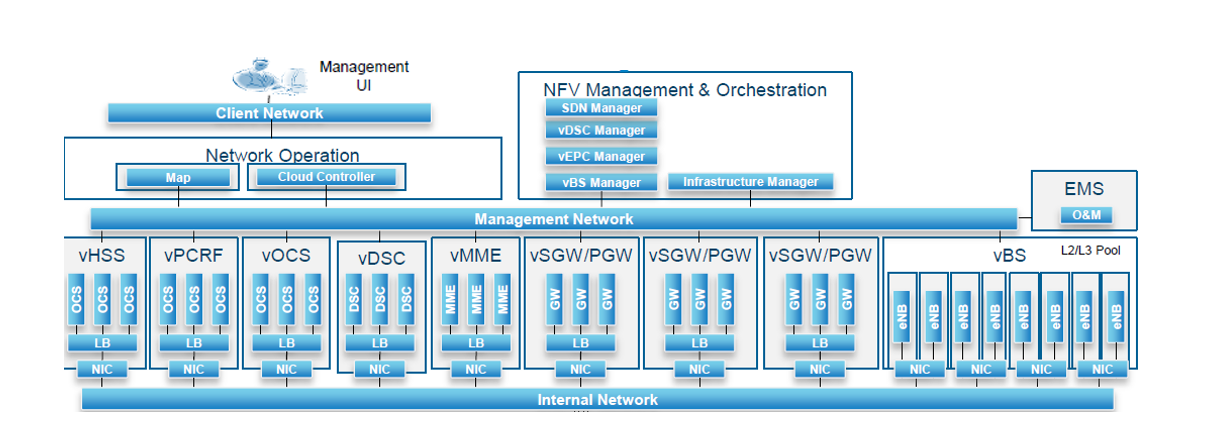 Management
UI
Client Network
Network Operation
Map
Cloud Controller
NFV Management & Orchestration
SDN Manager
vDSC Manager
vEPC Manager
vBS Manager
Infrastructure Manager
EMS
O&M
Management Network
vHSS
OCS OCS OCS
LB
NIC
vPCRF
OCS OCS OCS
LB
NIC
vOCS
OCS OCS OCS
LB
NIC
vDSC
DSC DSC DSC
LB
NIC
vMME
MME MME MME
LB
NIC
vSGW/PGW
GW GW GW
LB
NIC
vSGW/PGW
GW GW GW
LB
NIC
vSGW/PGW
GW GW GW
LB
NIC
vBS
L2/L3 Pool
eNB eNB eNB eNB eNB eNB eNB eNB
NIC NIC NIC NIC
Internal Network